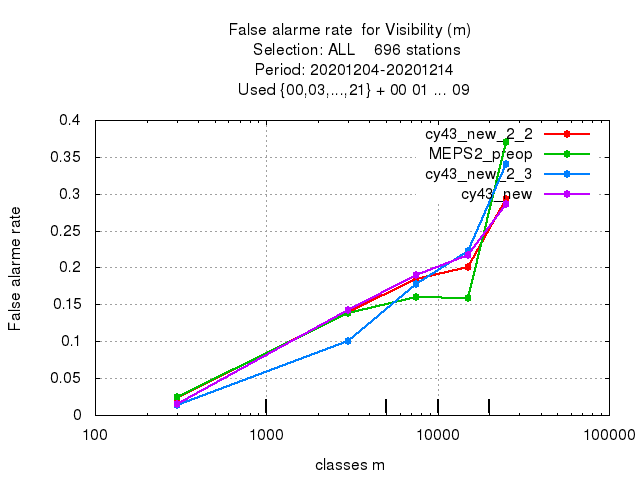 False alarme rate  for Visibility (m)
Selection: ALL    696 stations
Period: 20201204-20201214
Used {00,03,...,21} + 00 01 ... 09
0.4
0.35
0.3
0.25
0.2
0.15
0.1
0.05
0
False alarme rate
cy43_new_2_2
MEPS2_preop
cy43_new_2_3
cy43_new
100
1000
10000
100000
classes m